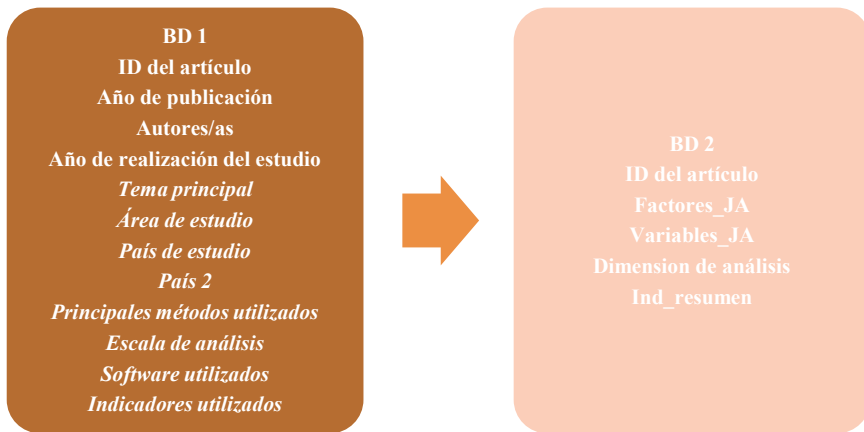 BD 1
ID del artículo
Año de publicación
Autores/as
Año de realización del estudio
Tema principal
Área de estudio
País de estudio
País 2
Principales métodos utilizados
Escala de análisis
Software utilizados
Indicadores utilizados
BD 2
ID del artículo
Factores_JA
Variables_JA
Dimension de análisis
Ind_resumen